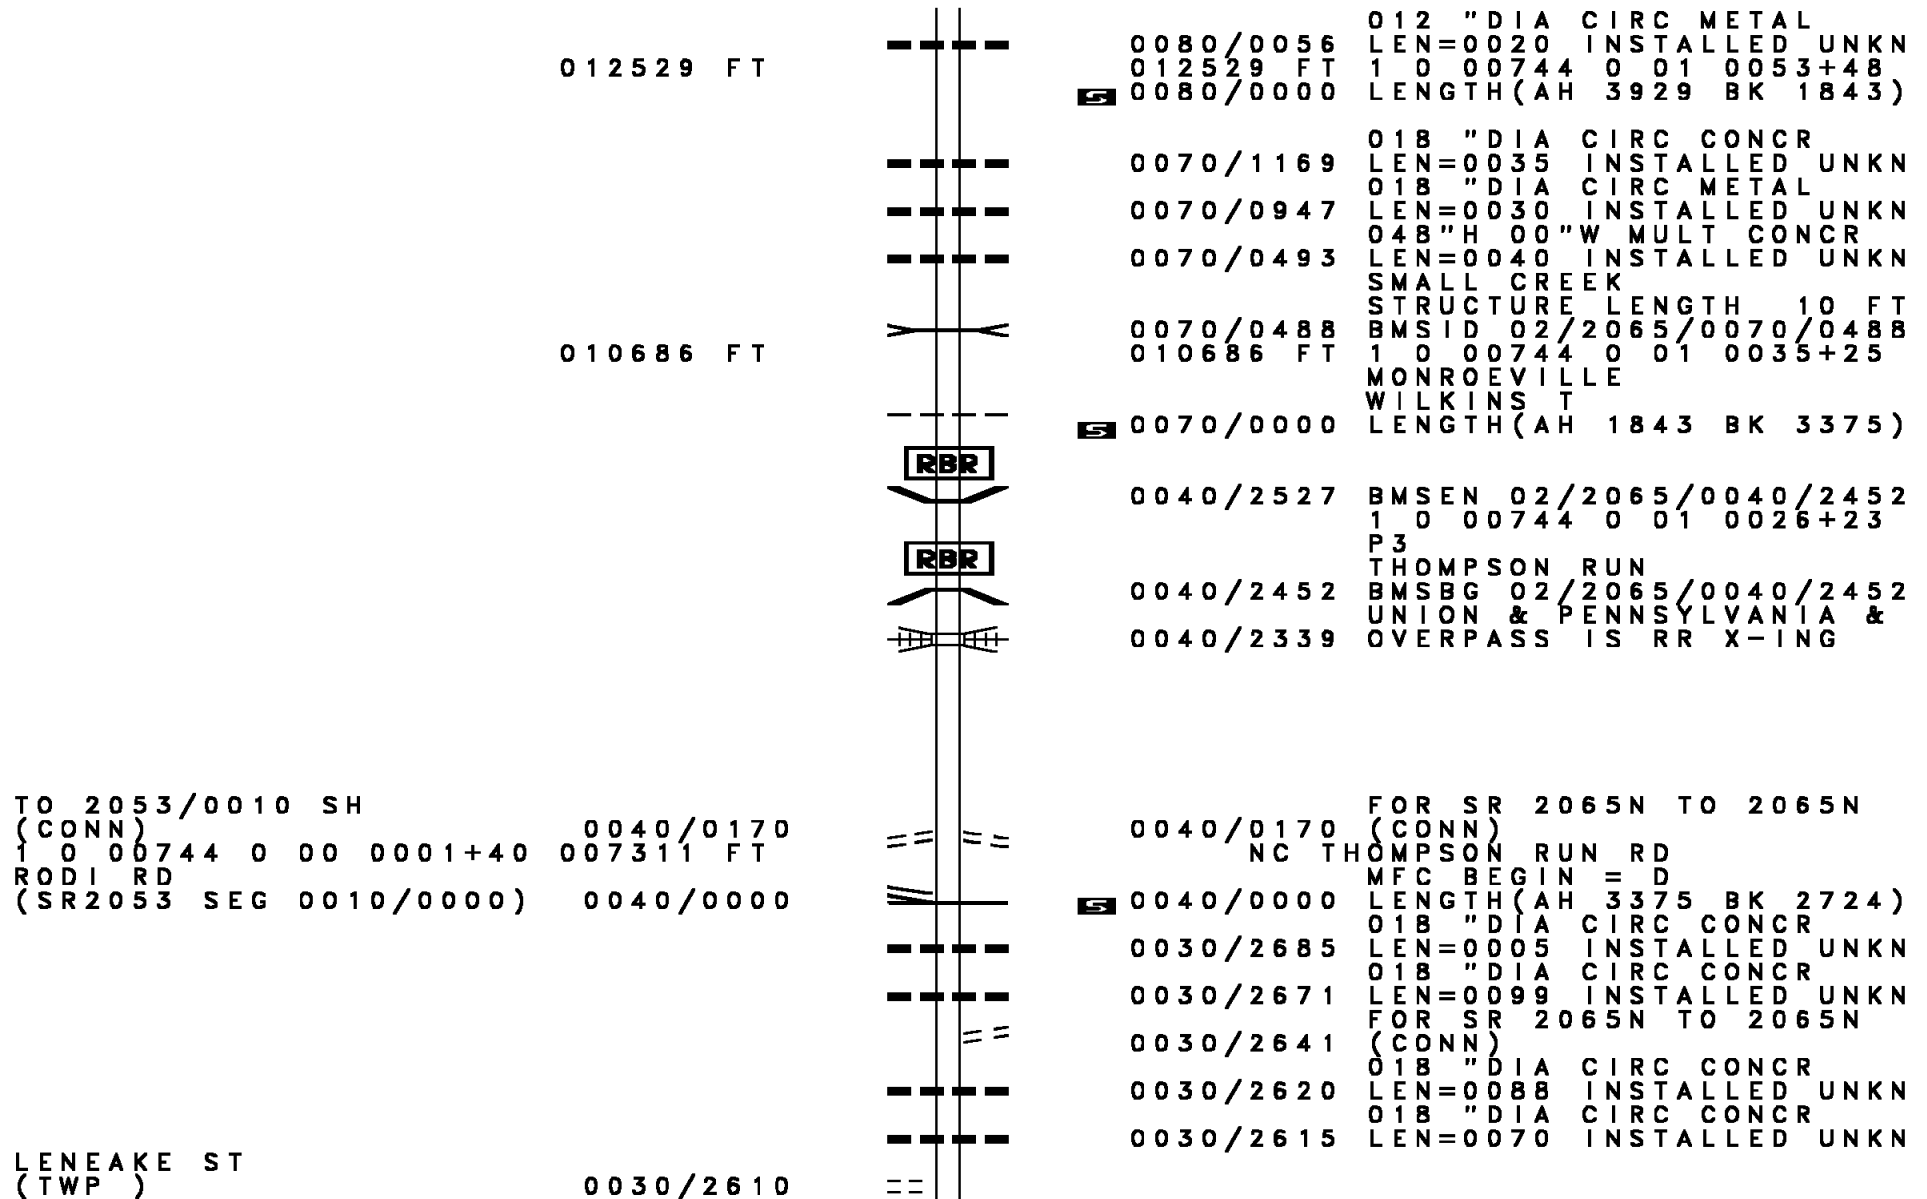 012 "DIA CIRC METAL
0080/0056 LEN=0020 INSTALLED UNKN
012529 FT 012529 FT 1 0 00744 0 01 0053+48
S 0080/0000 LENGTH(AH 3929 BK 1843)
018 "DIA CIRC CONCR
0070/1169 LEN=0035 INSTALLED UNKN
018 "DIA CIRC METAL
0070/0947 LEN=0030 INSTALLED UNKN
048"H 00"W MULT CONCR
0070/0493 LEN=0040 INSTALLED UNKN
SMALL CREEK
STRUCTURE LENGTH 10 FT
0070/0488 BMSID 02/2065/0070/0488
010686 FT 010686 FT 1 0 00744 0 01 0035+25
MONROEVILLE
WILKINS T
S 0070/0000 LENGTH(AH 1843 BK 3375)
RBR
0040/2527 BMSEN 02/2065/0040/2452
1 0 00744 0 01 0026+23
P3
RBR
THOMPSON RUN
0040/2452 BMSBG 02/2065/0040/2452
UNION & PENNSYLVANIA &
0040/2339 OVERPASS IS RR X-ING
TO 2053/0010 SH FOR SR 2065N TO 2065N
(CONN) 0040/0170 0040/0170 (CONN)
1 0 00744 0 00 0001+40 007311 FT NC THOMPSON RUN RD
RODI RD MFC BEGIN = D
(SR2053 SEG 0010/0000) 0040/0000 S 0040/0000 LENGTH(AH 3375 BK 2724)
018 "DIA CIRC CONCR
0030/2685 LEN=0005 INSTALLED UNKN
018 "DIA CIRC CONCR
0030/2671 LEN=0099 INSTALLED UNKN
FOR SR 2065N TO 2065N
0030/2641 (CONN)
018 "DIA CIRC CONCR
0030/2620 LEN=0088 INSTALLED UNKN
018 "DIA CIRC CONCR
0030/2615 LEN=0070 INSTALLED UNKN
LENEAKE ST
(TWP ) 0030/2610